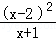 (x-2)²
x+1